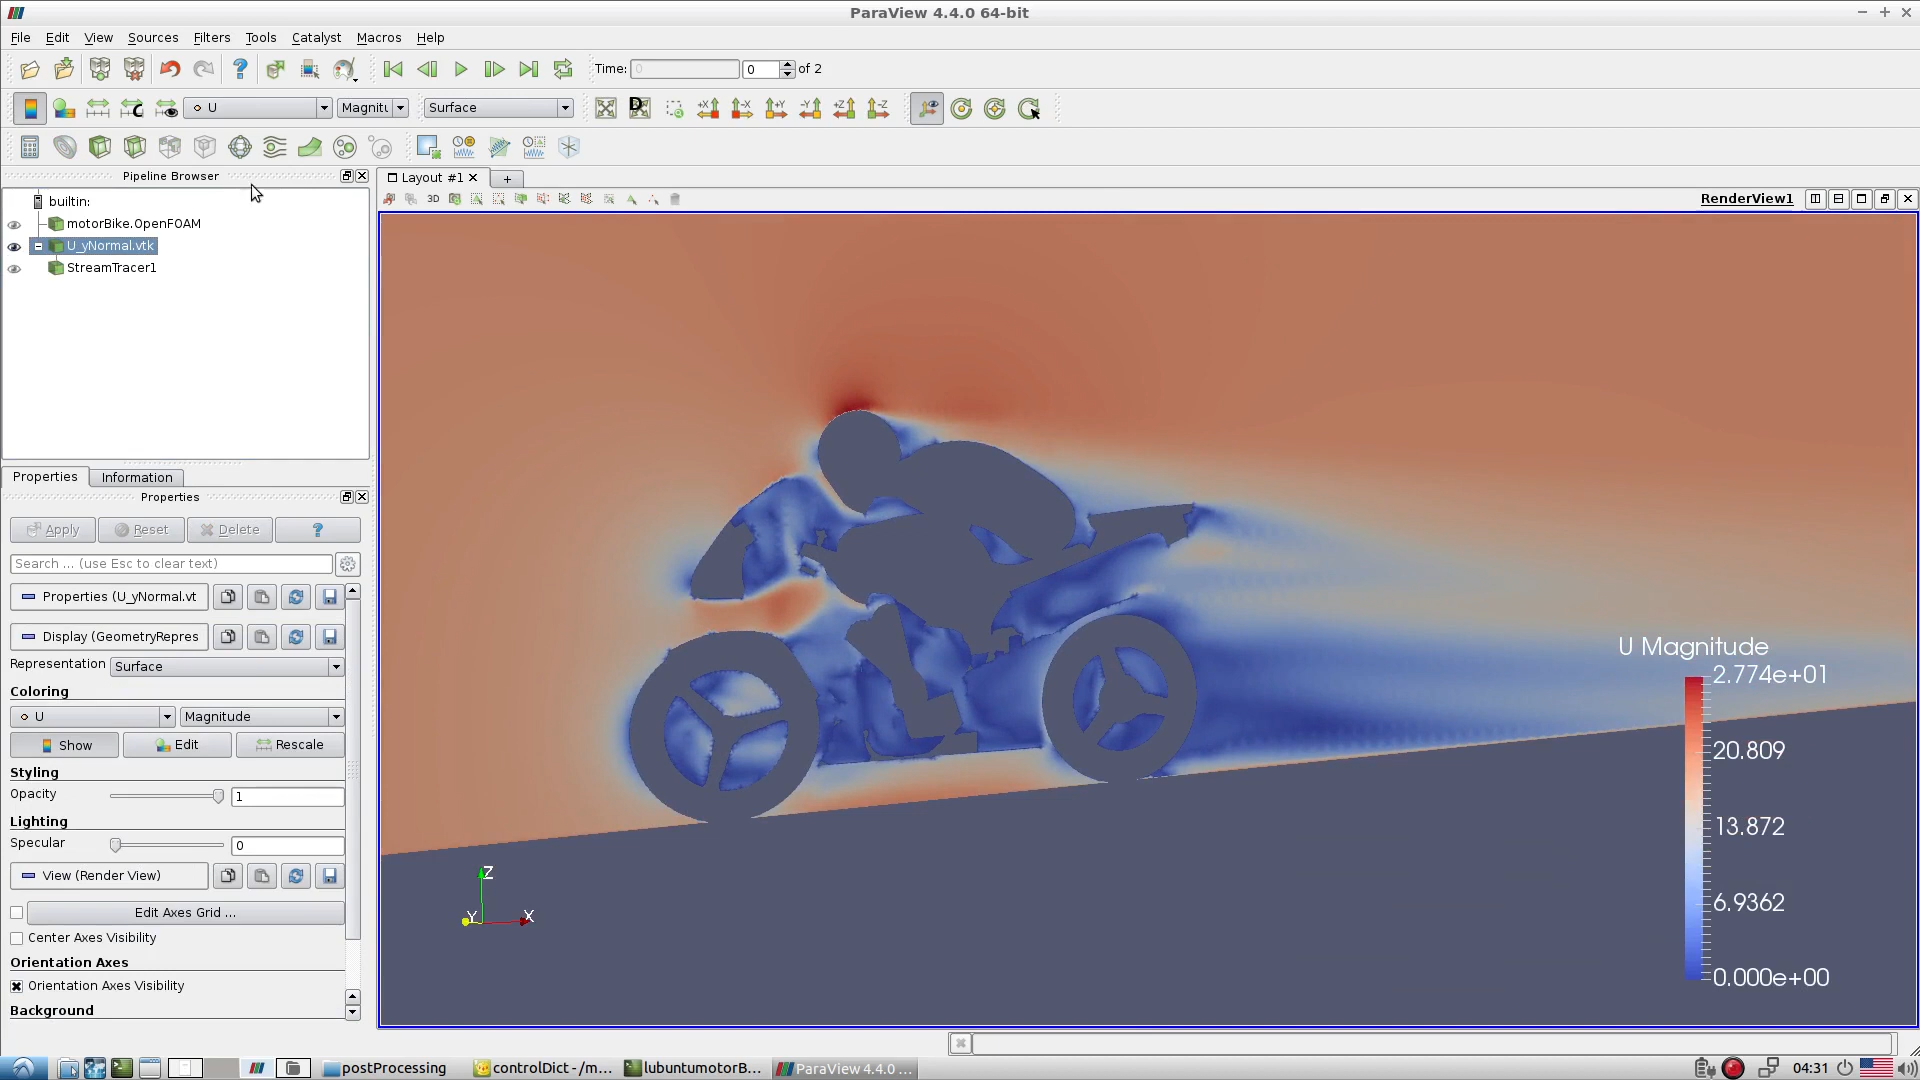 ParaView 4.4.0 64-bit
File Edit View Sources Filters Tools Catalyst Macros Help
Time: 0 0 of 2
U Magnitu Surface
D +X -X +Y -Y +Z -Z
Pipeline Browser
builtin:
motorBike.OpenFOAM
U_yNormal.vtk
StreamTracer1
Layout #1 +
3D RenderView1
Properties Information
Properties
Apply Reset Delete ?
Search ... (use Esc to clear text)
Properties (U_yNormal.vt
Display (GeometryRepres
Representation Surface
Coloring
U Magnitude
Show Edit Rescale
Styling
Opacity 1
Lighting
Specular 0
View (Render View)
Edit Axes Grid ...
Center Axes Visibility
Orientation Axes
Orientation Axes Visibility
Background
U Magnitude
2.774e+01
20.809
13.872
6.9362
0.000e+00
Z
Y X
postProcessing controlDict - /m... lubuntumotorB... ParaView 4.4.0 ... 04:31